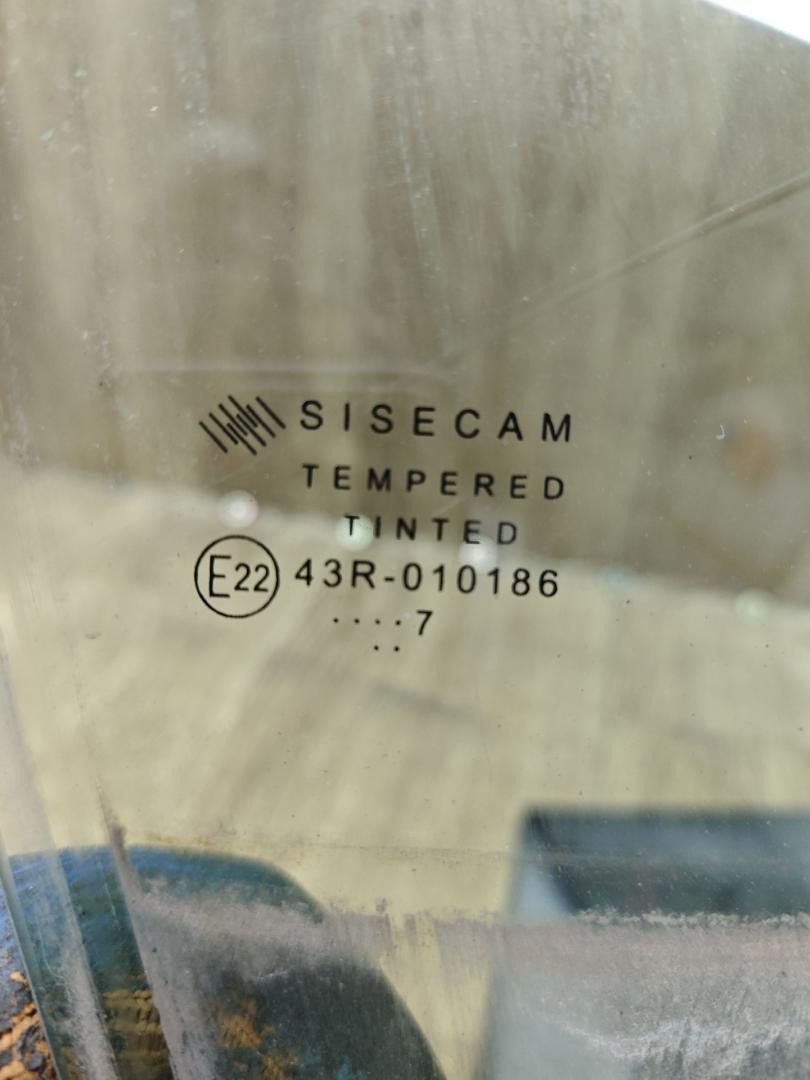 SISECAM
TEMPERED
TINTED
E22 43R-010186
....7
..